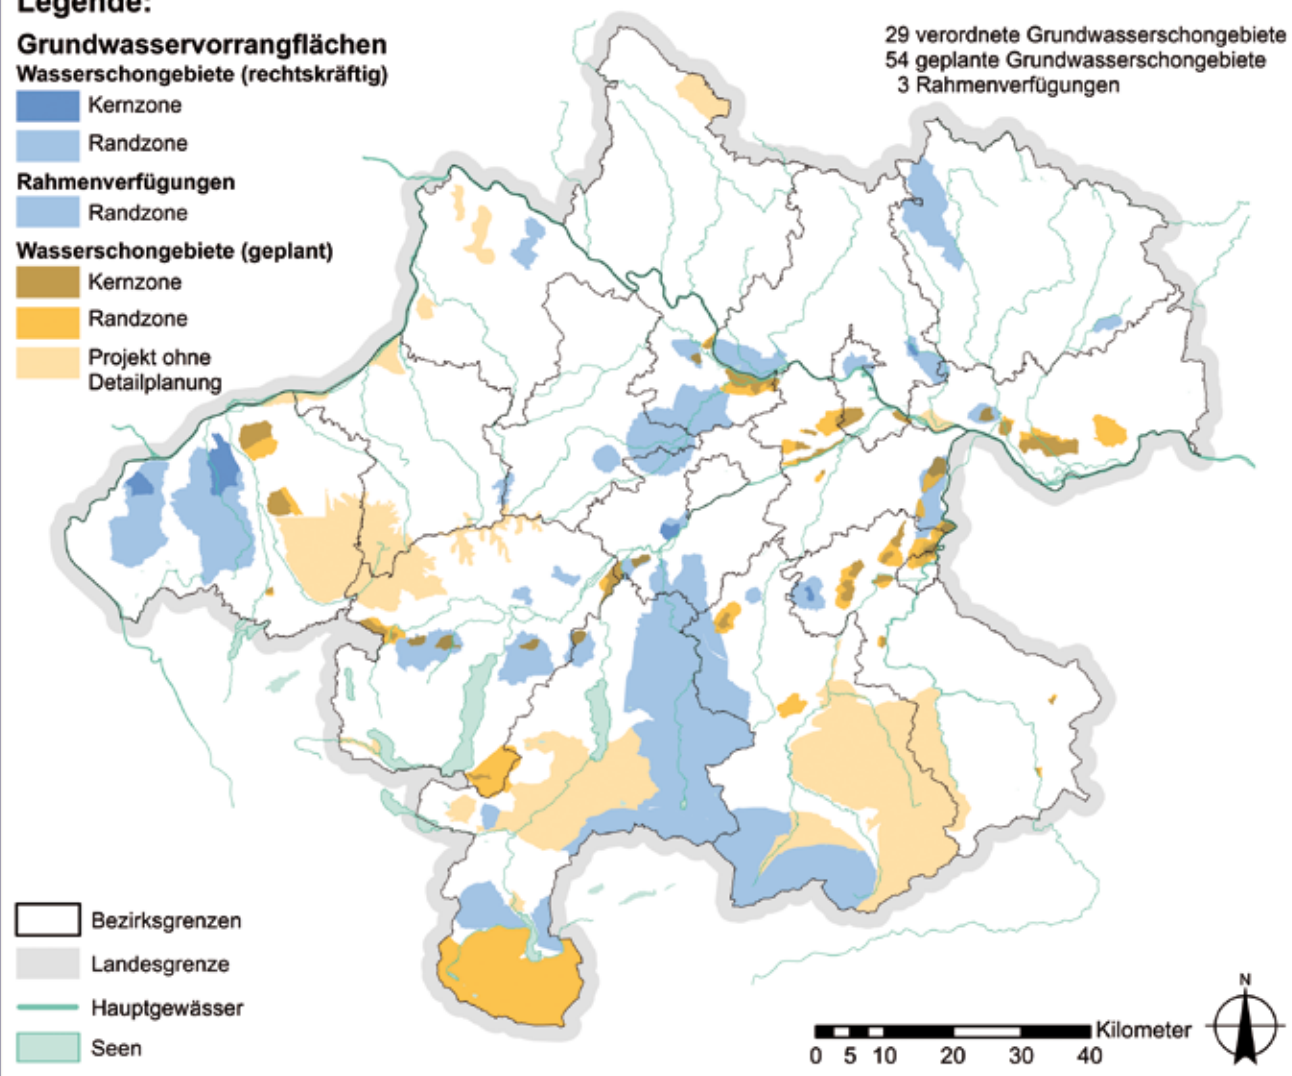 Legende:
Grundwasservorrangflächen
Wasserschongebiete (rechtskräftig)
Kernzone
Randzone
Rahmenverfügungen
Randzone
Wasserschongebiete (geplant)
Kernzone
Randzone
Projekt ohne
Detailplanung
29 verordnete Grundwasserschongebiete
54 geplante Grundwasserschongebiete
3 Rahmenverfügungen
Bezirksgrenzen
Landesgrenze
Hauptgewässer
Seen
Kilometer
0 5 10 20 30 40
N